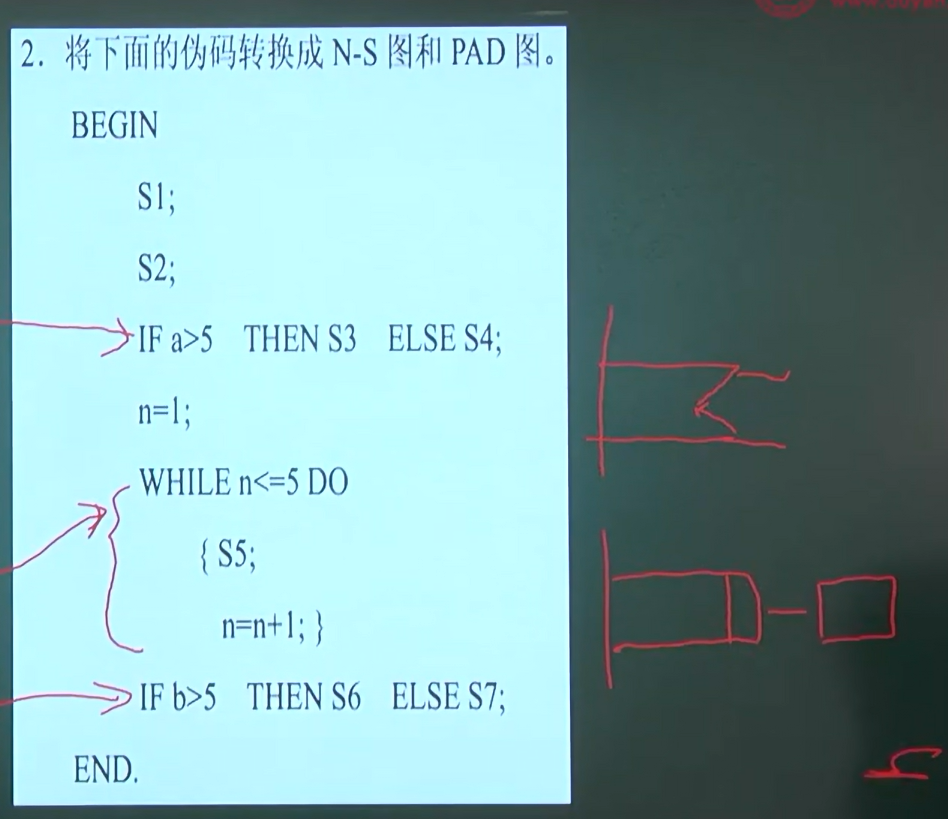 2. 将下面的伪码转换成 N-S 图和 PAD 图。
BEGIN
S1;
S2;
IF a>5 THEN S3 ELSE S4;
n=1;
WHILE n<=5 DO
{ S5;
n=n+1; }
IF b>5 THEN S6 ELSE S7;
END.